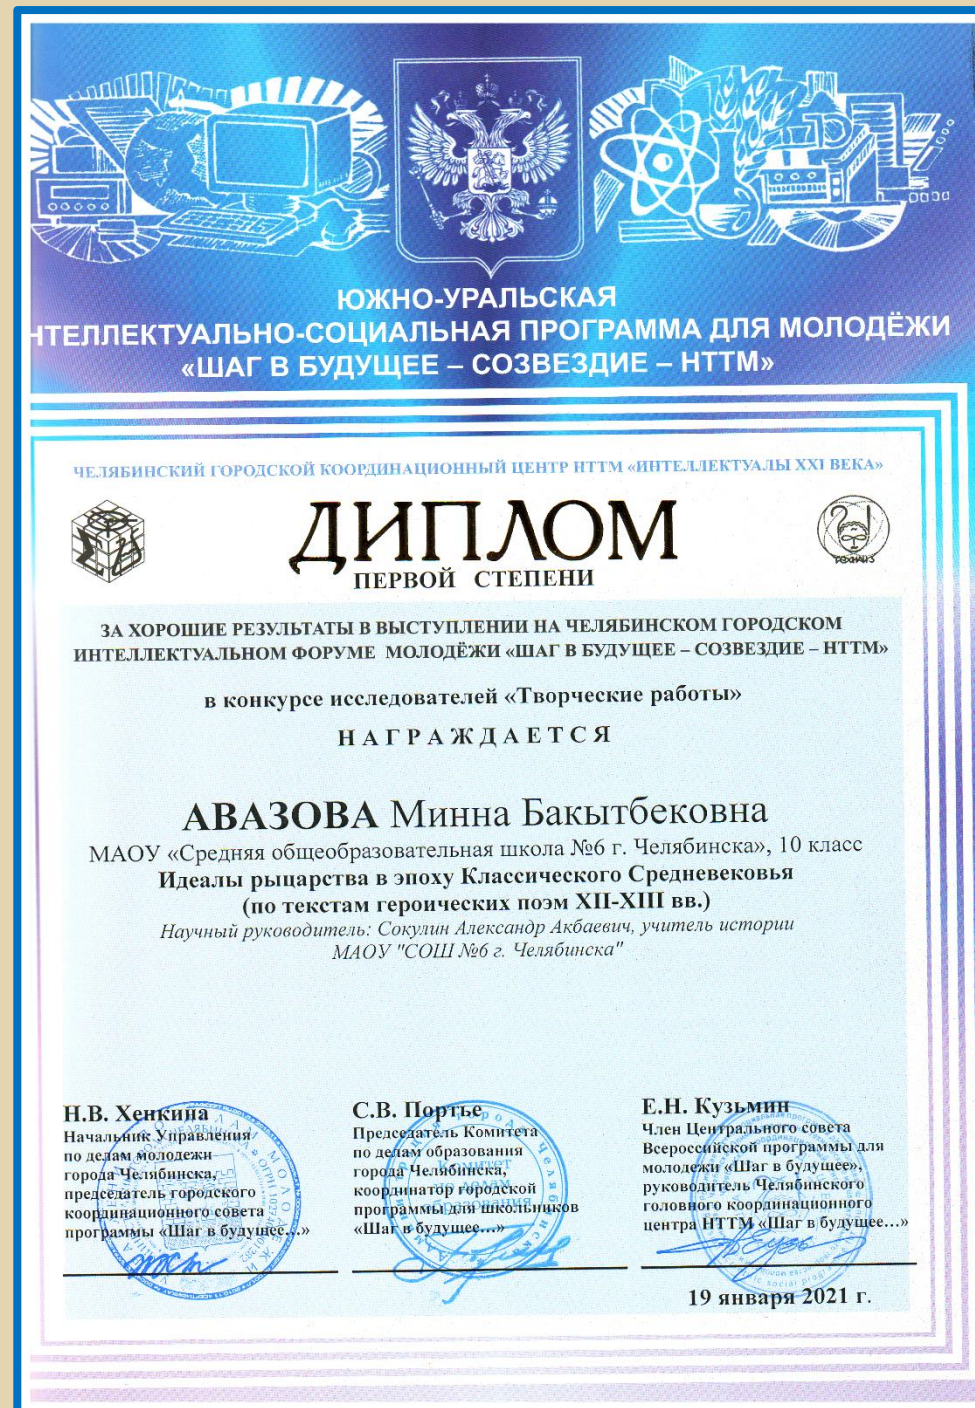 ЮЖНО-УРАЛЬСКАЯ
НТЕЛЛЕКТУАЛЬНО-СОЦИАЛЬНАЯ ПРОГРАММА ДЛЯ МОЛОДЁЖИ
«ШАГ В БУДУЩЕЕ – СОЗВЕЗДИЕ – НТТМ»
ЧЕЛЯБИНСКИЙ ГОРОДСКОЙ КООРДИНАЦИОННЫЙ ЦЕНТР НТТМ «ИНТЕЛЛЕКТУАЛЫ XXI ВЕКА»
ДИПЛОМ
ПЕРВОЙ СТЕПЕНИ
ЗА ХОРОШИЕ РЕЗУЛЬТАТЫ В ВЫСТУПЛЕНИИ НА ЧЕЛЯБИНСКОМ ГОРОДСКОМ
ИНТЕЛЛЕКТУАЛЬНОМ ФОРУМЕ МОЛОДЁЖИ «ШАГ В БУДУЩЕЕ – СОЗВЕЗДИЕ – НТТМ»
в конкурсе исследователей «Творческие работы»
НАГРАЖДАЕТСЯ
АВАЗОВА Минна Бакытбековна
МАОУ «Средняя общеобразовательная школа №6 г. Челябинска», 10 класс
Идеалы рыцарства в эпоху Классического Средневековья
(по текстам героических поэм XII-XIII вв.)
Научный руководитель: Сокулин Александр Акбаевич, учитель истории
МАОУ "СОШ №6 г. Челябинска"
Н.В. Хенкина
Начальник Управления
по делам молодежи
города Челябинска,
председатель городского
координационного совета
программы «Шаг в будущее…»
С.В. Портье
Председатель Комитета
по делам образования
города Челябинска,
координатор городской
программы для школьников
«Шаг в будущее…»
Комитет
по делам
образования
Е.Н. Кузьмин
Член Центрального совета
Всероссийской программы для
молодежи «Шаг в будущее»,
руководитель Челябинского
головного координационного
центра НТТМ «Шаг в будущее…»
19 января 2021 г.